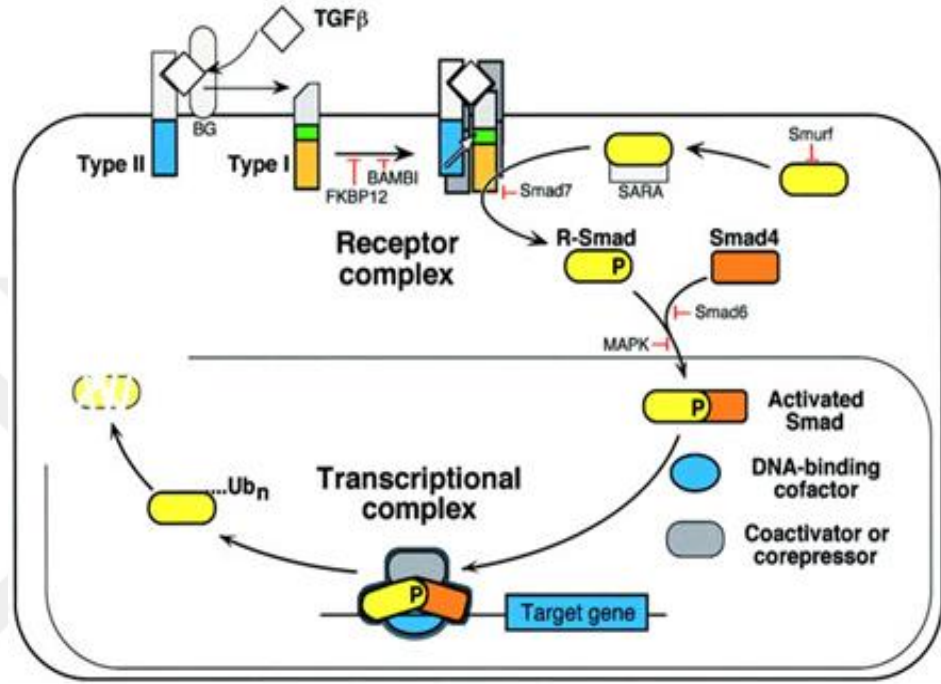 TGFβ
BG
Type II
Type I
FKBP12
BAMBI
Smad7
SARA
Smurf
Receptor
complex
R-Smad
P
Smad4
Smad6
MAPK
P
Activated
Smad
DNA-binding
cofactor
Coactivator or
corepressor
Transcriptional
complex
....Ubn
P
Target gene